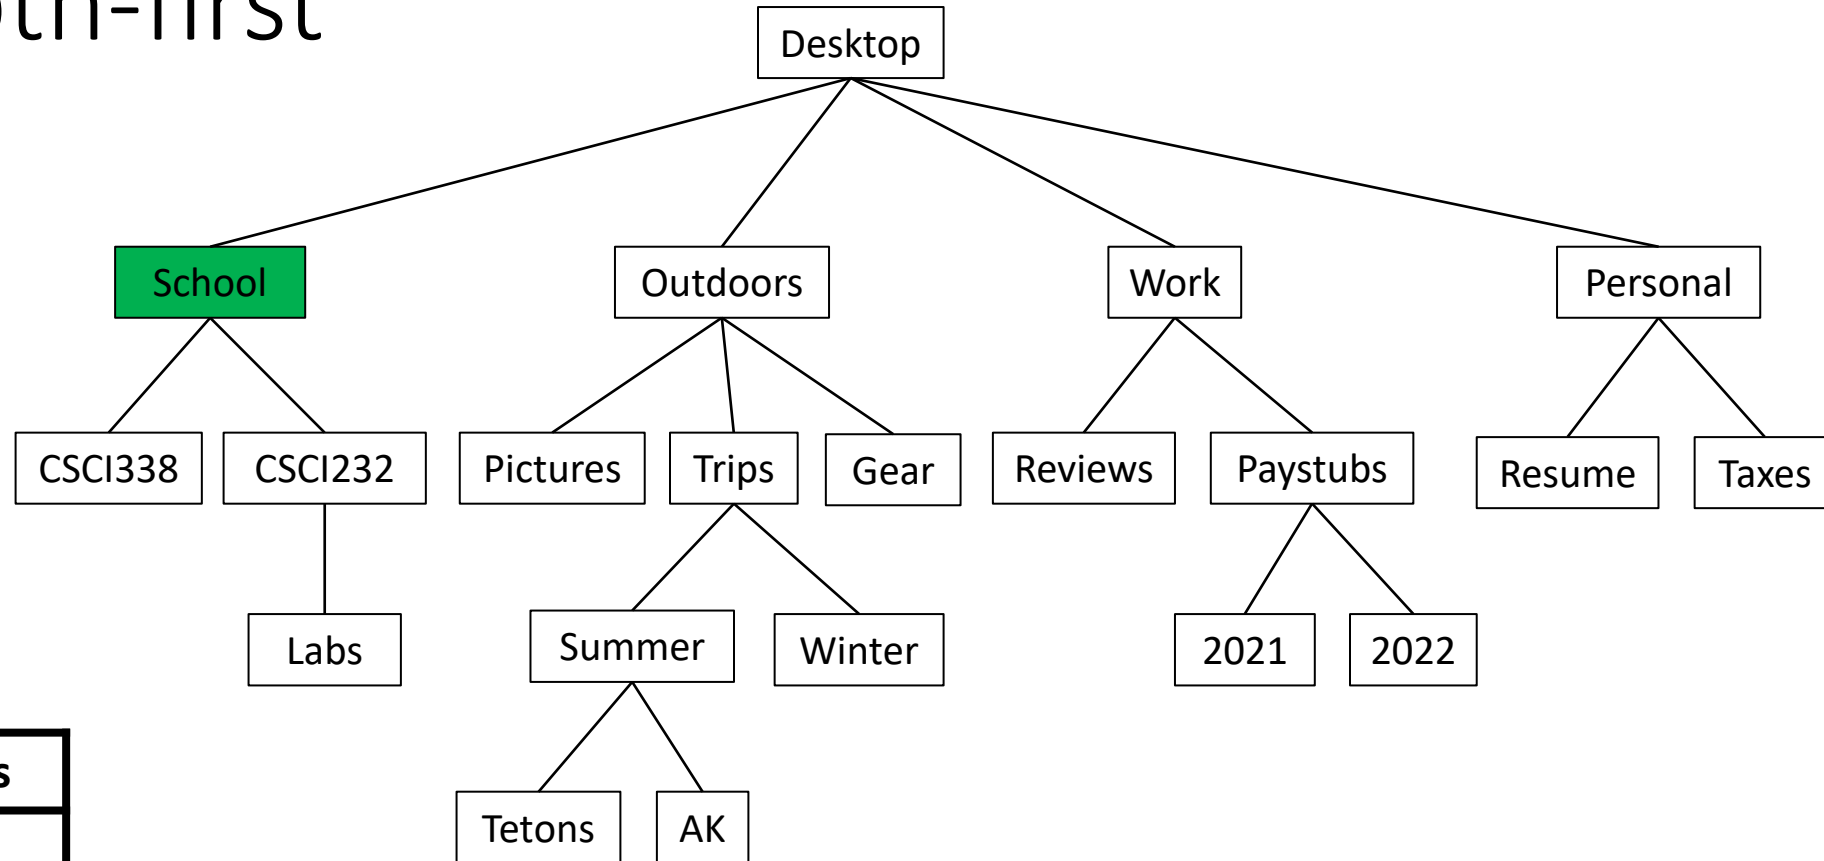 Desktop
School Outdoors Work Personal
CSCI338 CSCI232 Pictures Trips Gear Reviews Paystubs Resume Taxes
Labs Summer Winter 2021 2022
Tetons AK